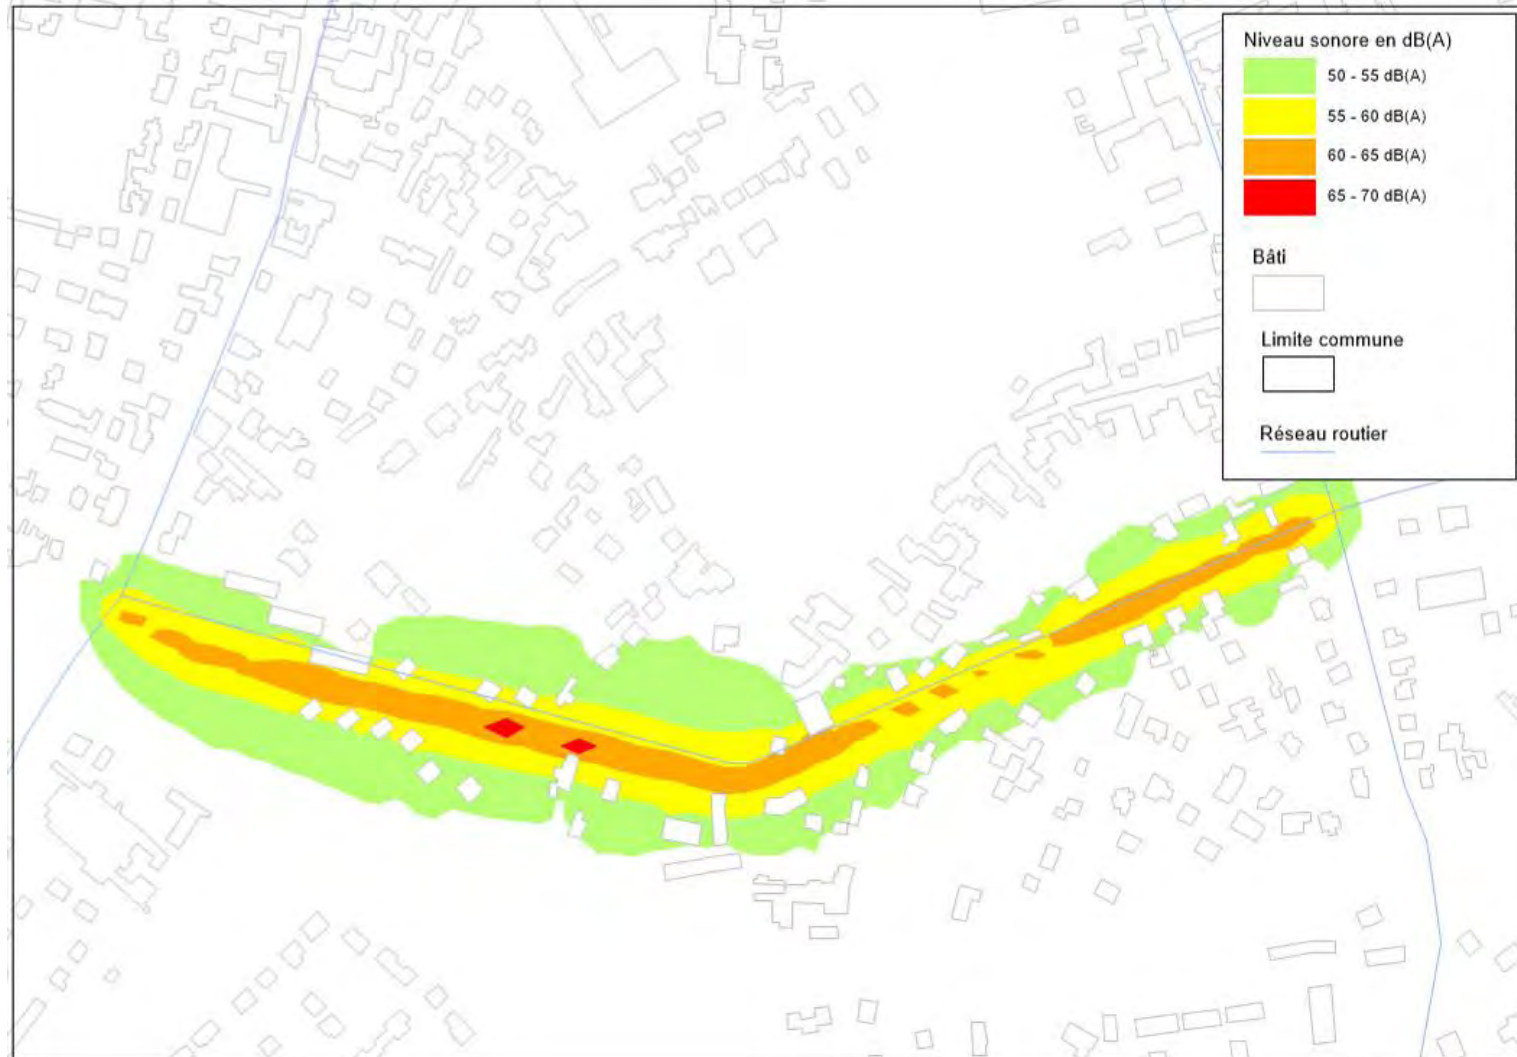 Niveau sonore en dB(A)
50 - 55 dB(A)
55 - 60 dB(A)
60 - 65 dB(A)
65 - 70 dB(A)
Bâti
Limite commune
Réseau routier